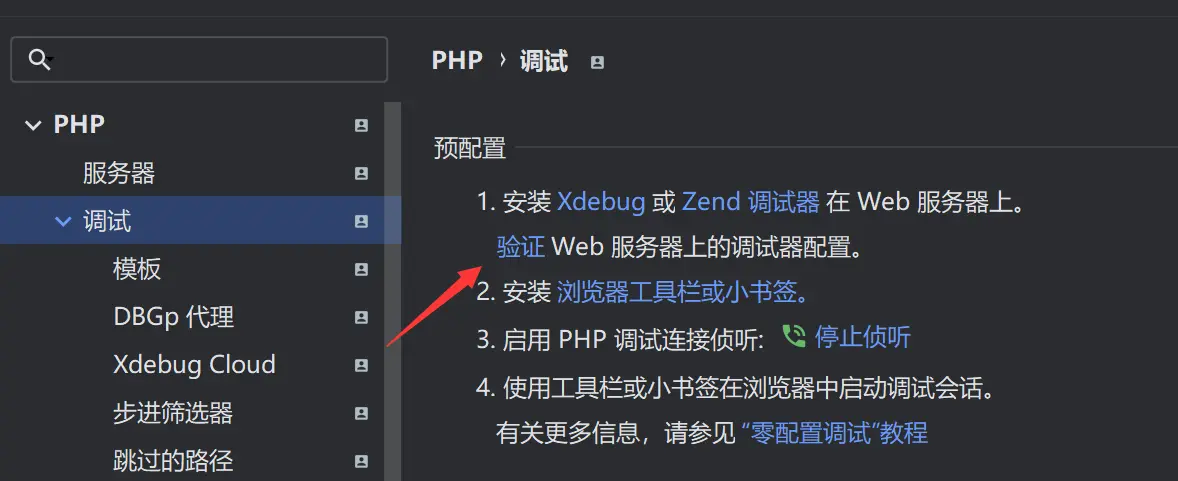 PHP › 调试
PHP
服务器
调试
模板
DBGp 代理
Xdebug Cloud
步进筛选器
跳过的路径
预配置
1. 安装 Xdebug 或 Zend 调试器 在 Web 服务器上。
验证 Web 服务器上的调试器配置。
2. 安装 浏览器工具栏或小书签。
3. 启用 PHP 调试连接侦听: 停止侦听
4. 使用工具栏或小书签在浏览器中启动调试会话。
有关更多信息，请参见 “零配置调试”教程